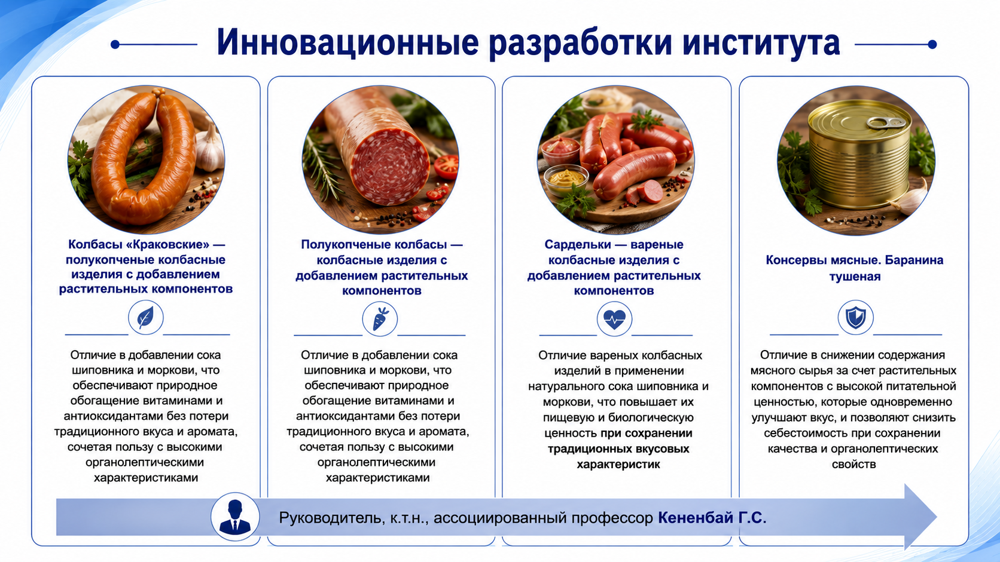 Инновационные разработки института
Колбасы «Краковские» —
полукопченые колбасные
изделия с добавлением
растительных компонентов
Отличие в добавлении сока
шиповника и моркови, что
обеспечивают природное
обогащение витаминами и
антиоксидантами без потери
традиционного вкуса и аромата,
сочетая пользу с высокими
органолептическими
характеристиками
Полукопченые колбасы —
колбасные изделия с
добавлением растительных
компонентов
Отличие в добавлении сока
шиповника и моркови, что
обеспечивают природное
обогащение витаминами и
антиоксидантами без потери
традиционного вкуса и аромата,
сочетая пользу с высокими
органолептическими
характеристиками
Сардельки — вареные
колбасные изделия с
добавлением растительных
компонентов
Отличие вареных колбасных
изделий в применении
натурального сока шиповника и
моркови, что повышает их
пищевую и биологическую
ценность при сохранении
традиционных вкусовых
характеристик
Консервы мясные. Баранина
тушеная
Отличие в снижении содержания
мясного сырья за счет растительных
компонентов с высокой питательной
ценностью, которые одновременно
улучшают вкус, и позволяют снизить
себестоимость при сохранении
качества и органолептических
свойств
Руководитель, к.т.н., ассоциированный профессор Кененбай Г.С.